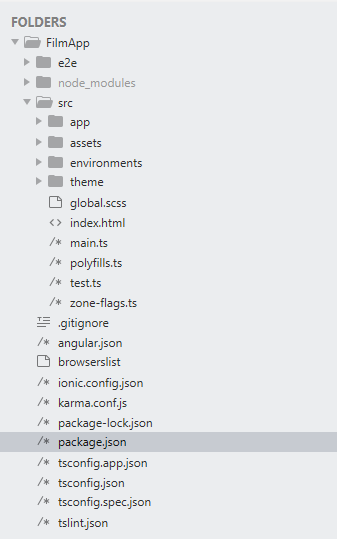 FOLDERS
FilmApp
e2e
node_modules
src
app
assets
environments
theme
global.scss
index.html
main.ts
polyfills.ts
test.ts
zone-flags.ts
.gitignore
angular.json
browserslist
ionic.config.json
karma.conf.js
package-lock.json
package.json
tsconfig.app.json
tsconfig.json
tsconfig.spec.json
tslint.json